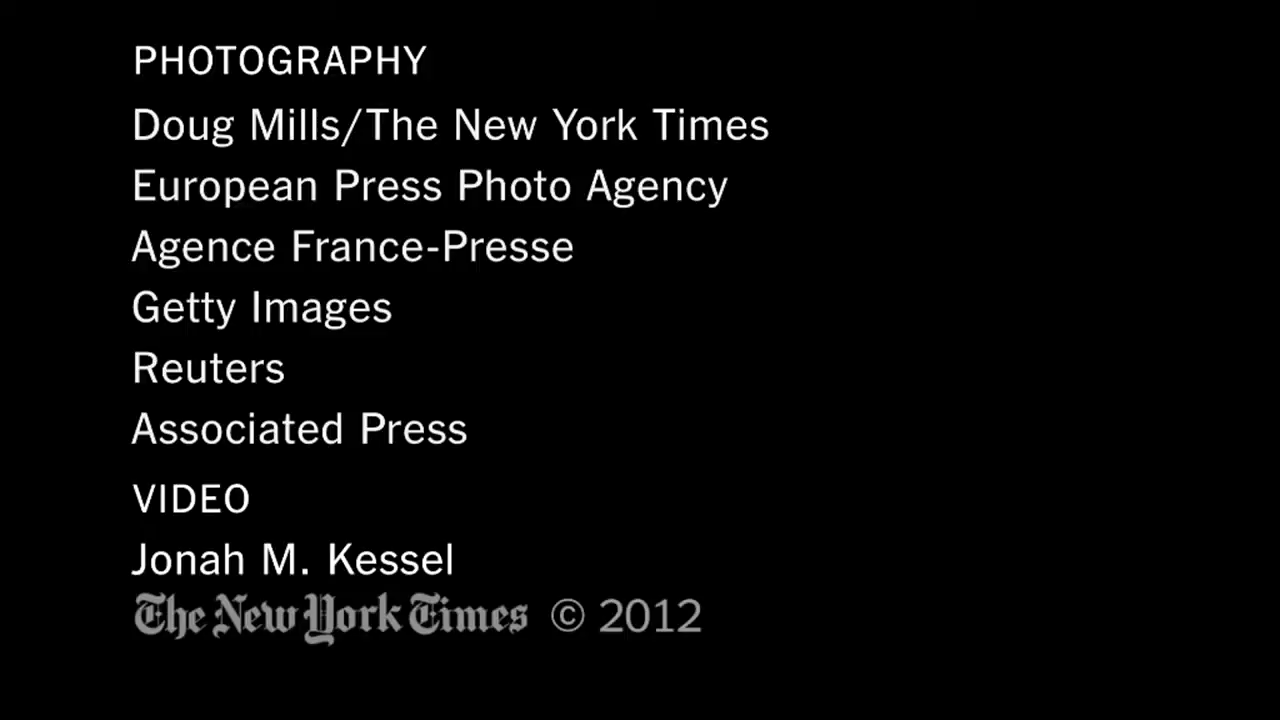 PHOTOGRAPHY
Doug Mills/The New York Times
European Press Photo Agency
Agence France-Presse
Getty Images
Reuters
Associated Press
VIDEO
Jonah M. Kessel
The New York Times © 2012